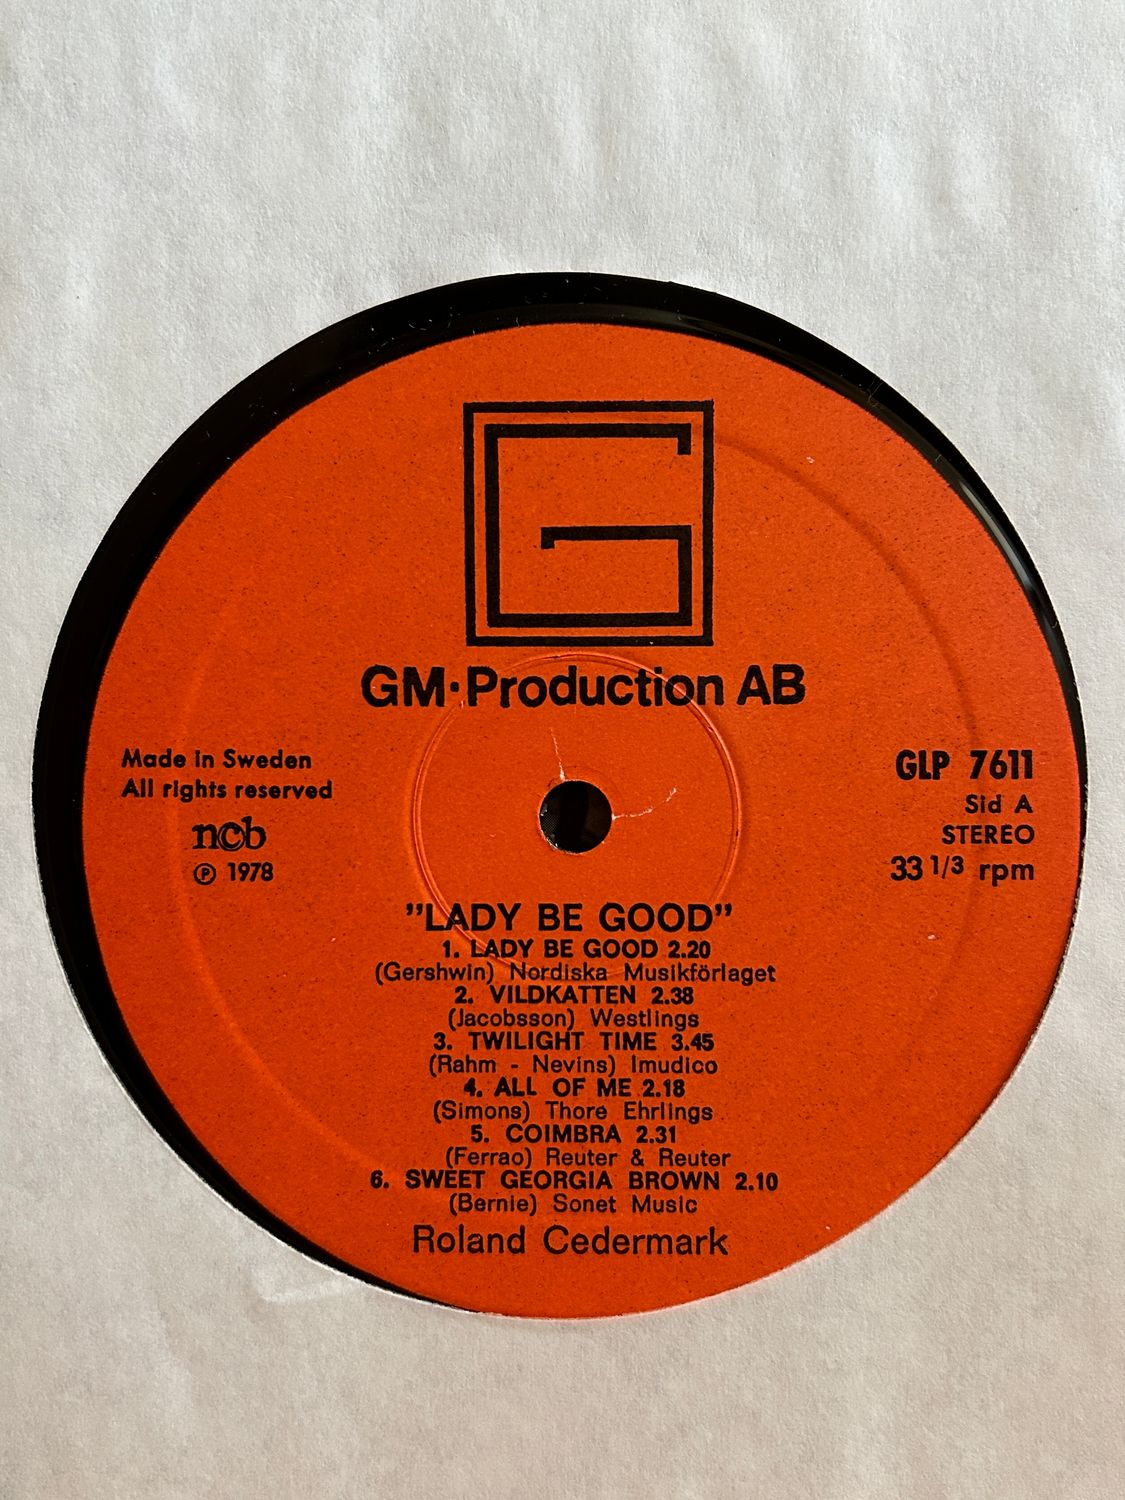 G
GM·Production AB
Made in Sweden
All rights reserved
ncb
℗ 1978
GLP 7611
Sid A
STEREO
33 1/3 rpm
"LADY BE GOOD"
1. LADY BE GOOD 2.20
(Gershwin) Nordiska Musikförlaget
2. VILDKATTEN 2.38
(Jacobsson) Westlings
3. TWILIGHT TIME 3.45
(Rahm - Nevins) Imudico
4. ALL OF ME 2.18
(Simons) Thore Ehrlings
5. COIMBRA 2.31
(Ferrao) Reuter & Reuter
6. SWEET GEORGIA BROWN 2.10
(Bernie) Sonet Music
Roland Cedermark